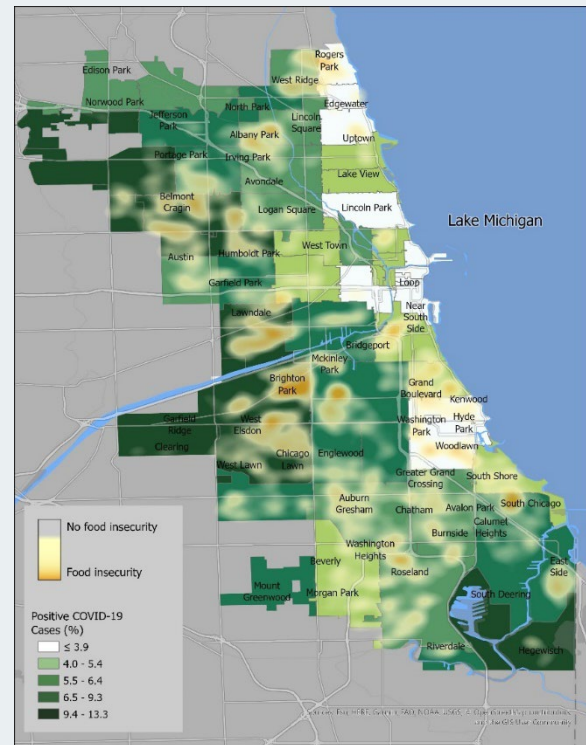 Rogers
Park
Edison Park
West Ridge
Norwood Park
Edgewater
North Park
Lincoln
Square
Jefferson
Park
Albany Park
Uptown
Portage Park
Irving Park
Lake View
Avondale
Belmont
Cragin
Logan Square
Lincoln Park
Lake Michigan
West Town
Austin
Humboldt Park
Garfield Park
Loop
Lawndale
Near
South
Side
Bridgeport
McKinley
Park
Brighton
Park
Grand
Boulevard
Kenwood
Hyde
Park
Washington
Park
Garfield
Ridge
West
Elsdon
Woodlawn
Clearing
Chicago
Lawn
Englewood
West Lawn
Greater Grand
Crossing
South Shore
Auburn
Gresham
Chatham
Avalon Park
South Chicago
Calumet
Heights
Burnside
Washington
Heights
Beverly
Roseland
East
Side
Mount
Greenwood
Morgan Park
South Deering
Riverdale
Hegewisch
No food insecurity
Food insecurity
Positive COVID-19
Cases (%)
≤ 3.9
4.0 - 5.4
5.5 - 6.4
6.5 - 9.3
9.4 - 13.3